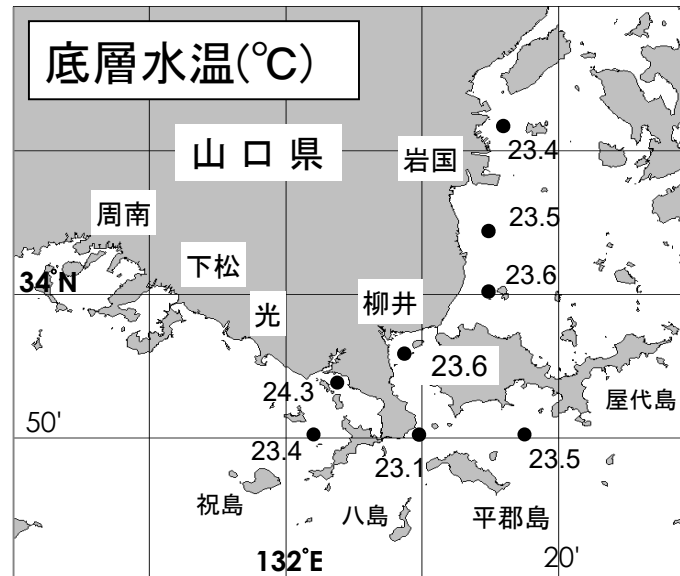 底層水温(℃)
山口県
岩国
23.4
周南
23.5
下松
34°N
23.6
光
柳井
23.6
24.3
屋代島
50'
23.4
23.1
23.5
祝島
八島
平郡島
132°E
20'